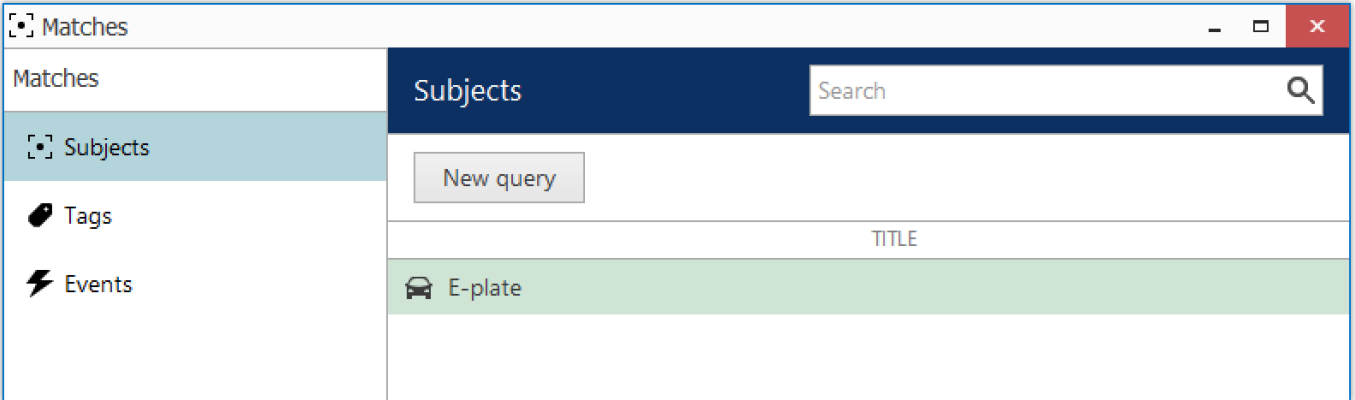 Matches
Matches
Subjects
Tags
Events
Subjects
Search
New query
TITLE
E-plate